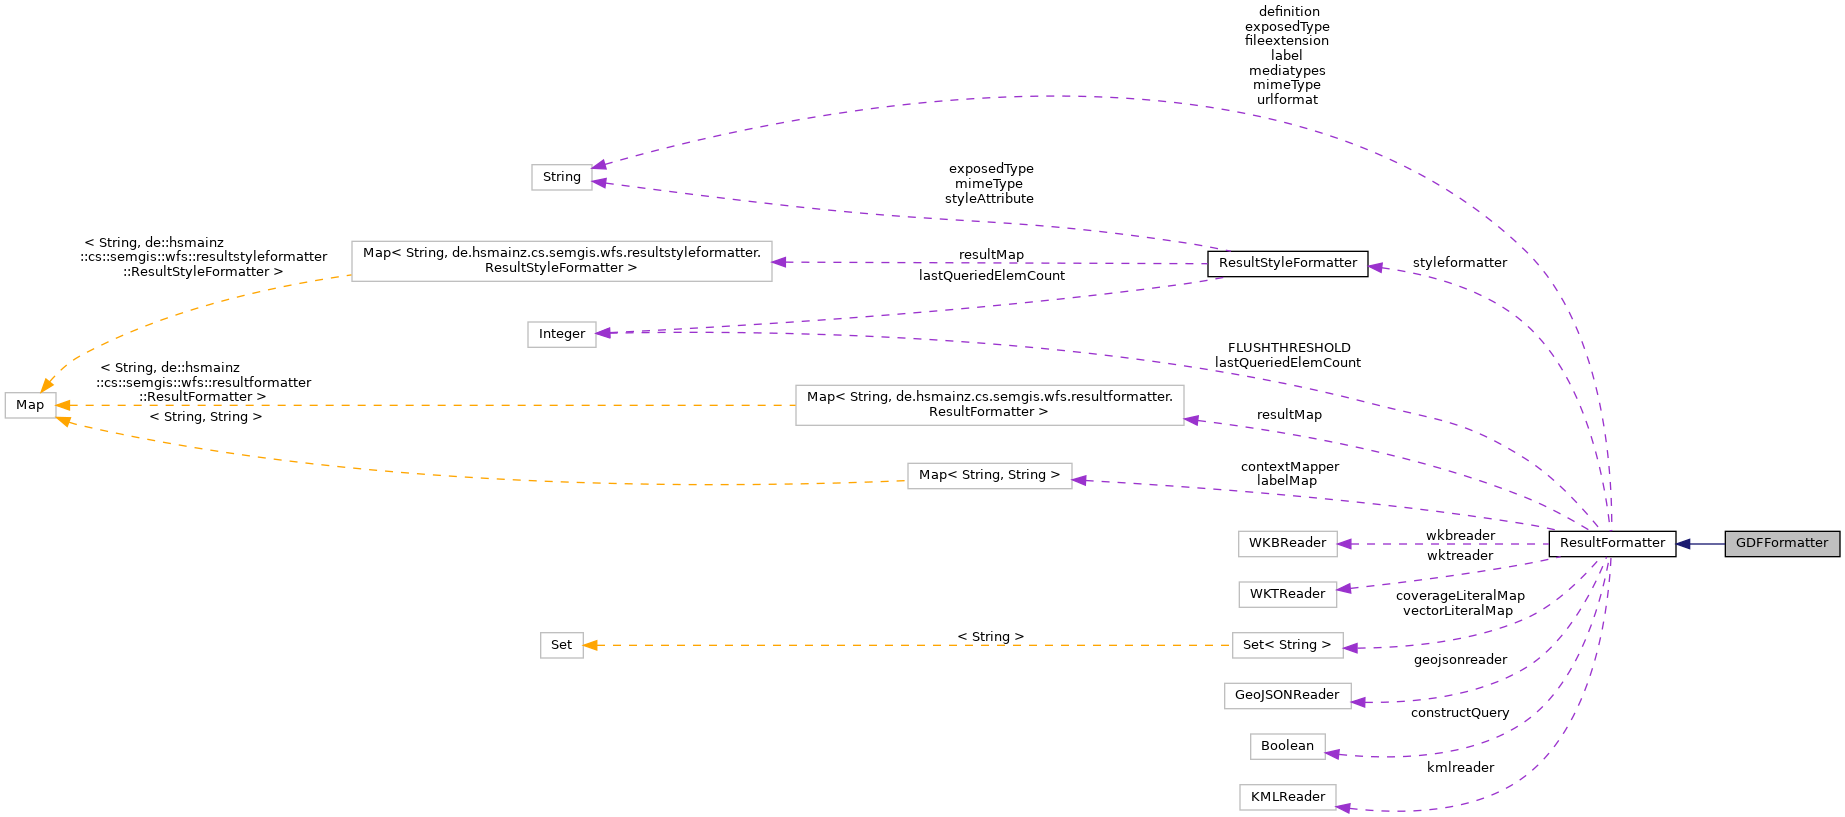 definition
exposedType
fileextension
label
mediatypes
mimeType
urlformat
String
exposedType
mimeType
styleAttribute
< String, de::hsmainz
::cs::semgis::wfs::resultstyleformatter
::ResultStyleFormatter >
Map< String, de.hsmainz.cs.semgis.wfs.resultstyleformatter.
ResultStyleFormatter >
resultMap
lastQueriedElemCount
ResultStyleFormatter
styleformatter
Integer
FLUSHTHRESHOLD
lastQueriedElemCount
< String, de::hsmainz
::cs::semgis::wfs::resultformatter
::ResultFormatter >
Map
< String, String >
Map< String, de.hsmainz.cs.semgis.wfs.resultformatter.
ResultFormatter >
resultMap
Map< String, String >
contextMapper
labelMap
WKBReader
wkbreader
ResultFormatter
GDFFormatter
wktreader
WKTReader
coverageLiteralMap
vectorLiteralMap
Set
< String >
Set< String >
geojsonreader
GeoJSONReader
constructQuery
Boolean
kmlreader
KMLReader